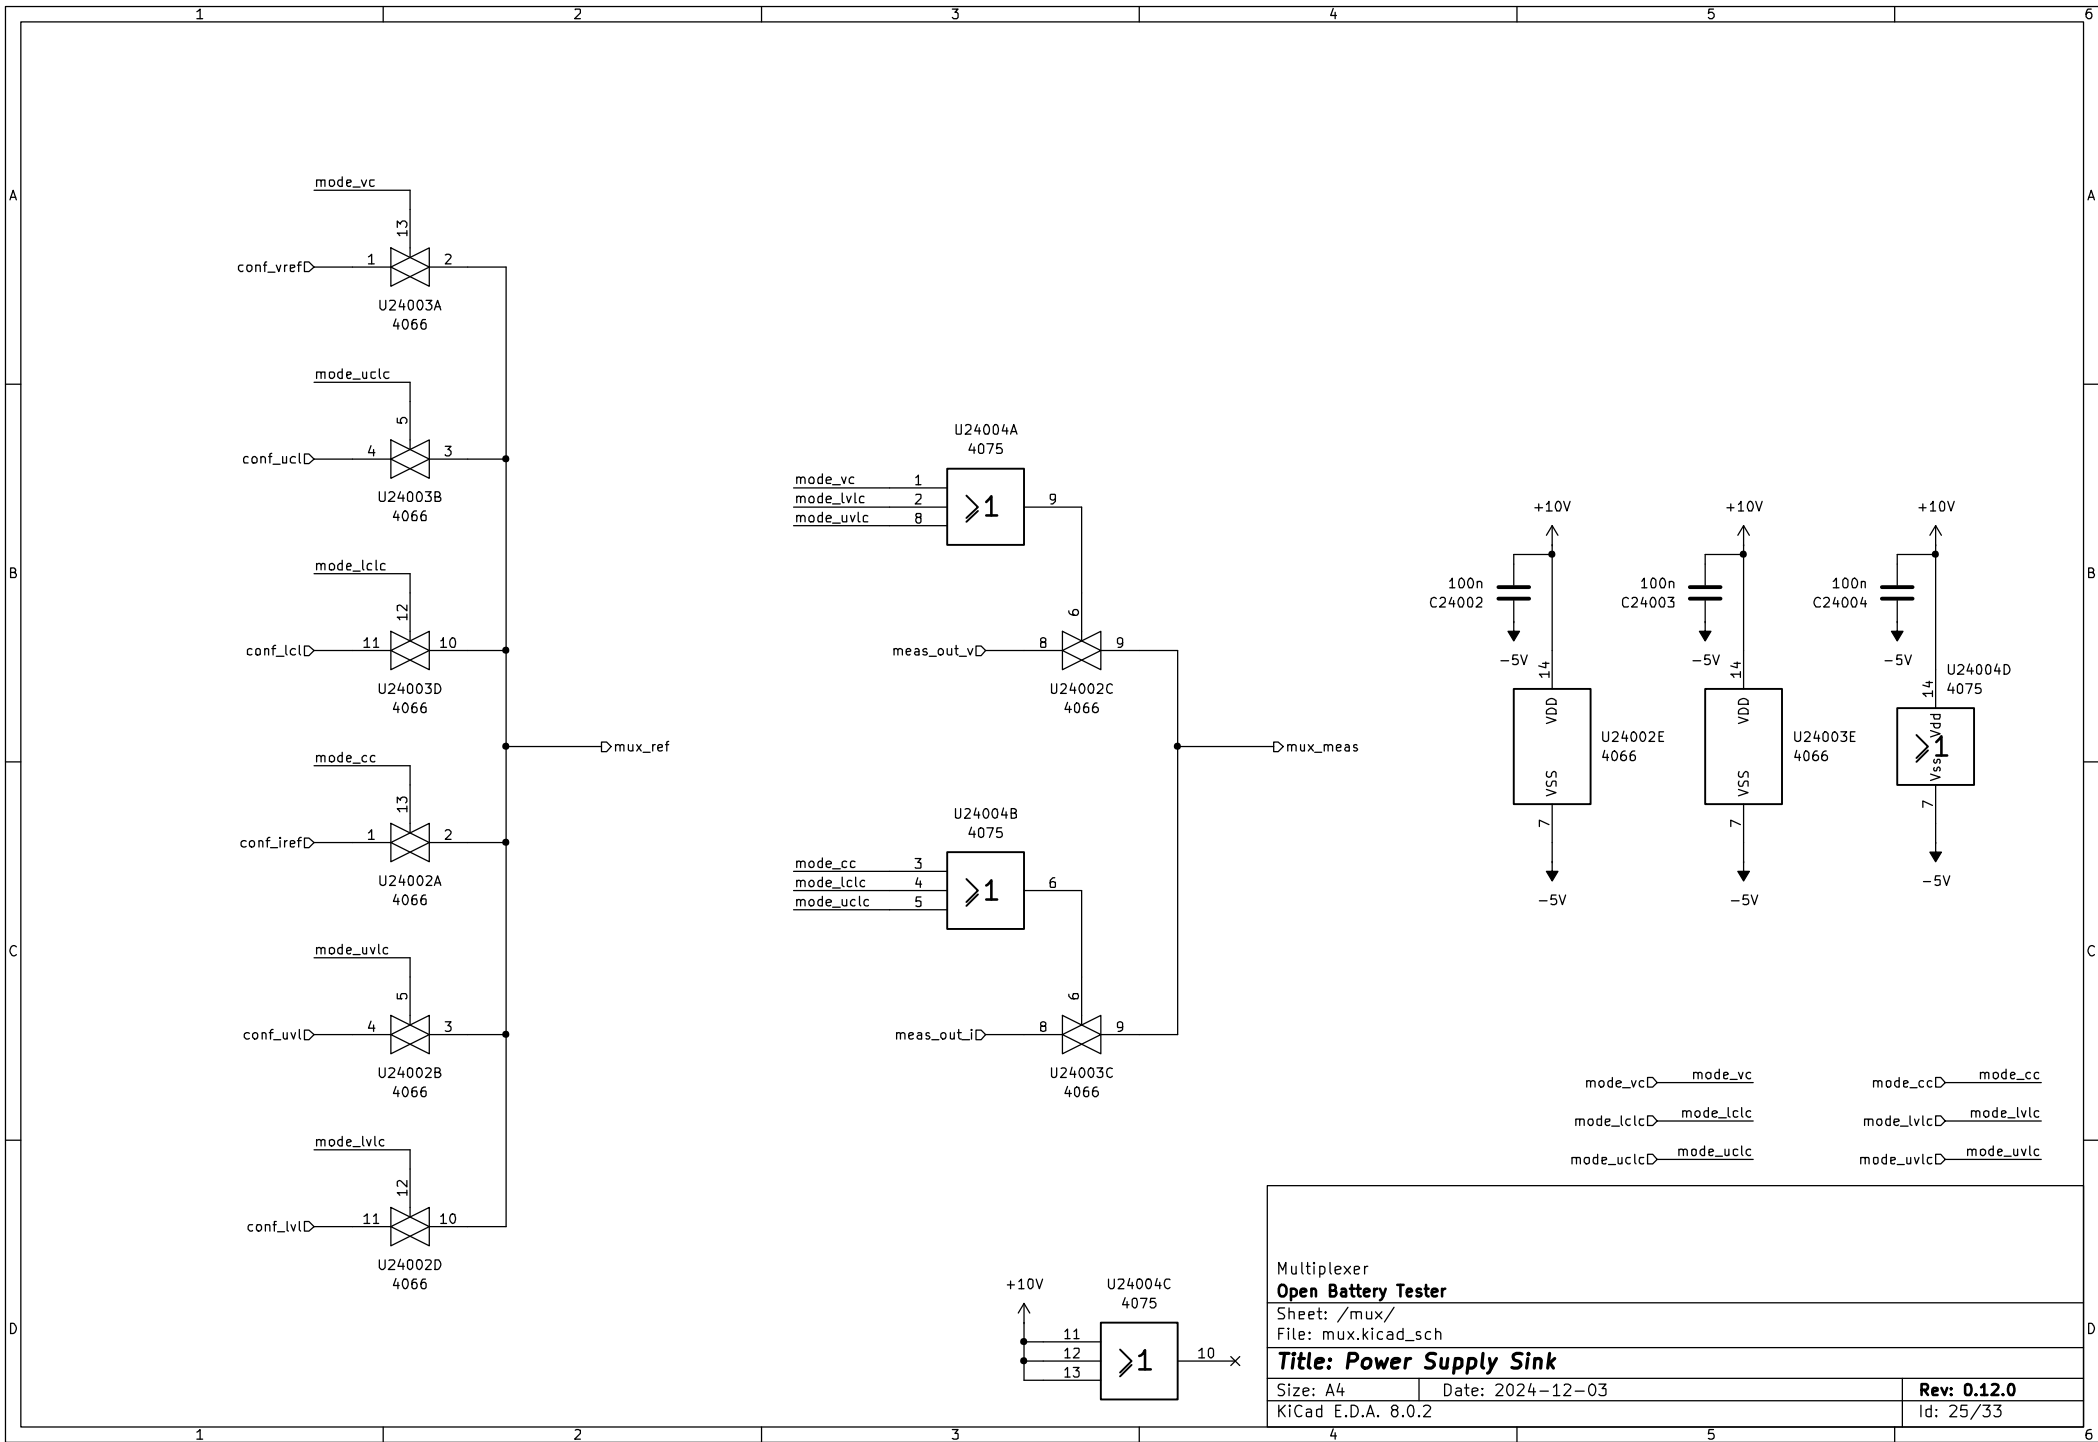 1 2 3 4 5 6
A A
mode_vc
13
conf_vref 1 2
U24003A
4066
mode_uclc
5
conf_ucl 4 3
U24003B
4066
mode_lclc
12
conf_lcl 11 10
U24003D
4066
mux_ref
mode_cc
13
conf_iref 1 2
U24002A
4066
mode_uvlc
5
conf_uvl 4 3
U24002B
4066
mode_lvlc
12
conf_lvl 11 10
U24002D
4066
U24004A
4075
mode_vc 1
mode_lvlc 2 ⩾1 9
mode_uvlc 8
6
meas_out_v 8 9
U24002C
4066
mux_meas
U24004B
4075
mode_cc 3
mode_lclc 4 ⩾1 6
mode_uclc 5
6
meas_out_i 8 9
U24003C
4066
B B
+10V +10V +10V
100n 100n 100n
C24002 C24003 C24004
-5V -5V -5V
14 14 14
U24004D
4075
VDD VDD Vdd
U24002E U24003E ⩾1
4066 4066
VSS VSS Vss
7 7 7
-5V -5V -5V
C C
mode_vc mode_vc mode_cc mode_cc
mode_lclc mode_lclc mode_lvlc mode_lvlc
mode_uclc mode_uclc mode_uvlc mode_uvlc
+10V U24004C
4075
11
12 ⩾1 10
13
D D
Multiplexer
Open Battery Tester
Sheet: /mux/
File: mux.kicad_sch
Title: Power Supply Sink
Size: A4 Date: 2024-12-03 Rev: 0.12.0
KiCad E.D.A. 8.0.2 Id: 25/33
1 2 3 4 5 6